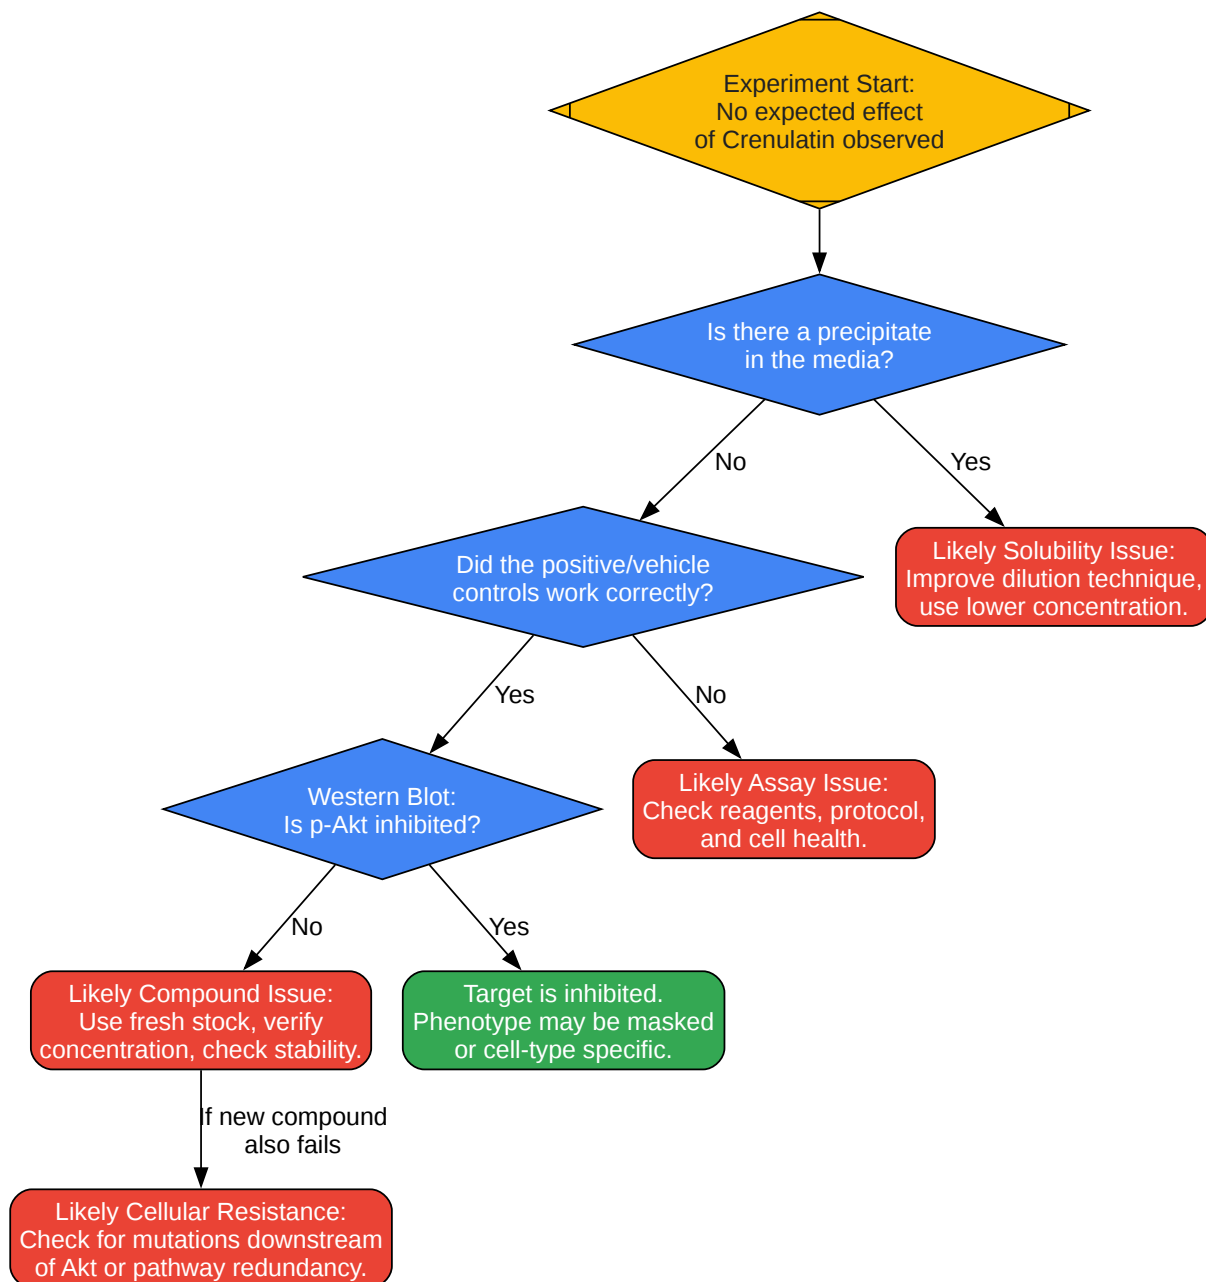 Experiment Start:
No expected effect
of Crenulatin observed
Is there a precipitate
in the media?
No
Yes
Did the positive/vehicle
controls work correctly?
Likely Solubility Issue:
Improve dilution technique,
use lower concentration.
Yes
No
Western Blot:
Is p-Akt inhibited?
Likely Assay Issue:
Check reagents, protocol,
and cell health.
No
Yes
Likely Compound Issue:
Use fresh stock, verify
concentration, check stability.
Target is inhibited.
Phenotype may be masked
or cell-type specific.
If new compound
also fails
Likely Cellular Resistance:
Check for mutations downstream
of Akt or pathway redundancy.